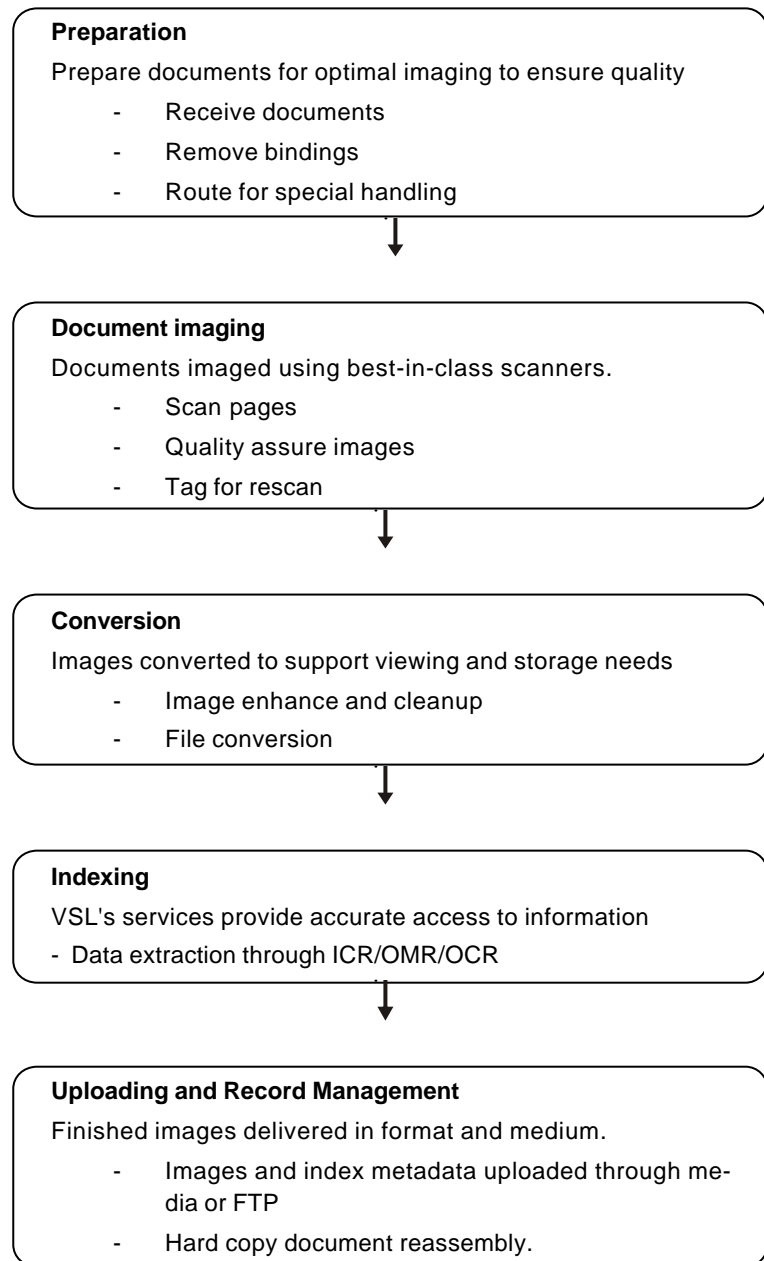 Preparation
Prepare documents for optimal imaging to ensure quality
- Receive documents
- Remove bindings
- Route for special handling
Document imaging
Documents imaged using best-in-class scanners.
- Scan pages
- Quality assure images
- Tag for rescan
Conversion
Images converted to support viewing and storage needs
- Image enhance and cleanup
- File conversion
Indexing
VSL's services provide accurate access to information
- Data extraction through ICR/OMR/OCR
Uploading and Record Management
Finished images delivered in format and medium.
- Images and index metadata uploaded through me-
dia or FTP
- Hard copy document reassembly.